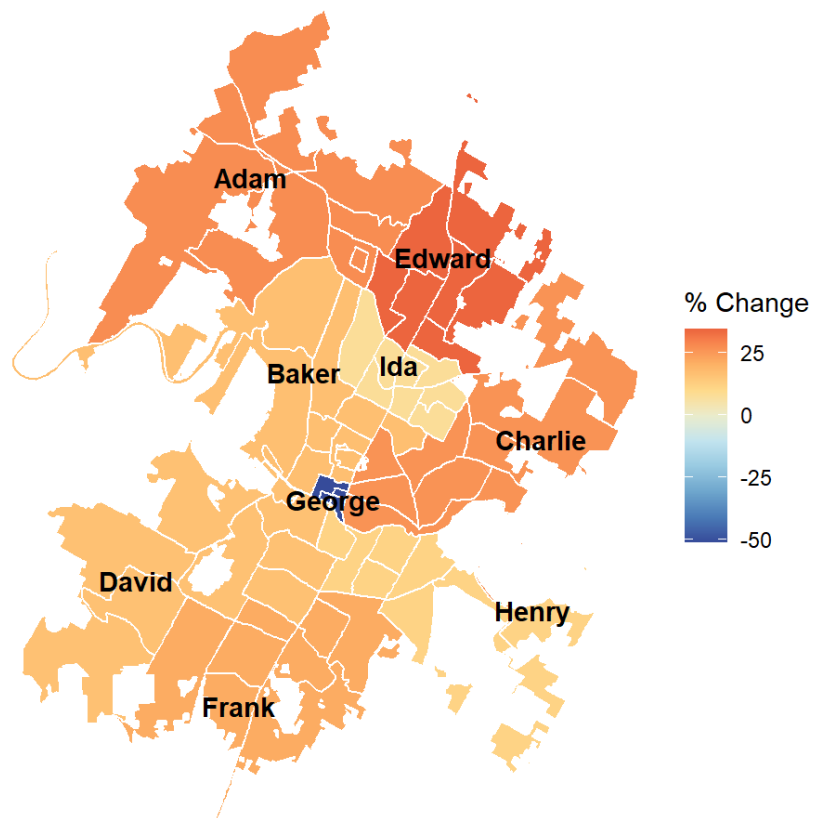 Adam
Edward
% Change
25
Baker
Ida
0
Charlie
-25
George
-50
David
Henry
Frank